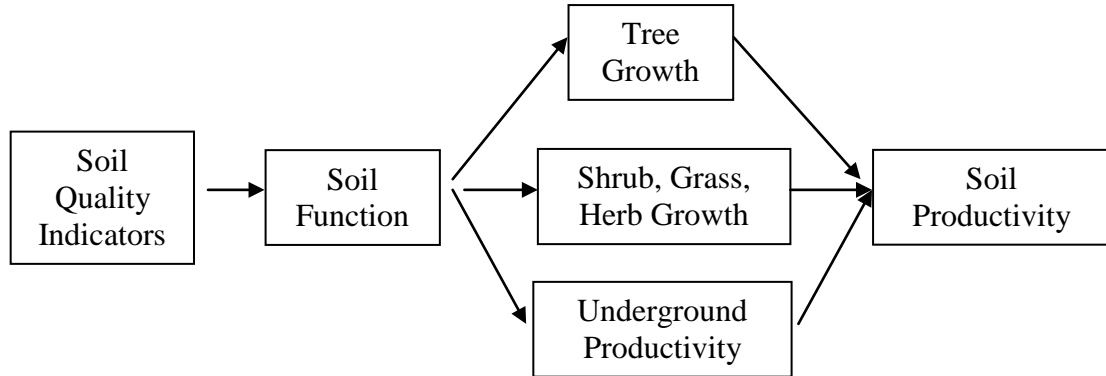 Soil
Quality
Indicators
Soil
Function
Tree
Growth
Shrub, Grass,
Herb Growth
Underground
Productivity
Soil
Productivity